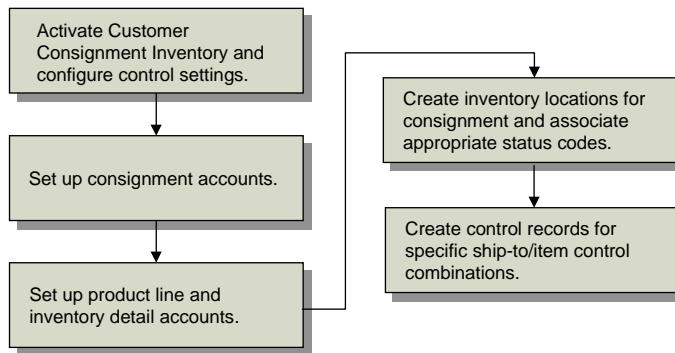 Activate Customer
Consignment Inventory and
configure control settings.
Set up consignment accounts.
Set up product line and
inventory detail accounts.
Create inventory locations for
consignment and associate
appropriate status codes.
Create control records for
specific ship-to/item control
combinations.